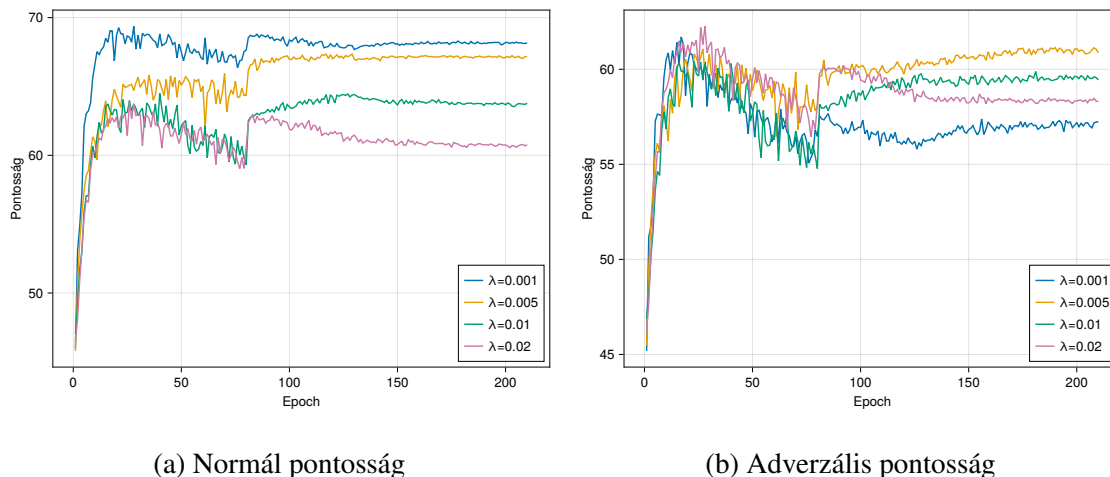 70
60
50
Pontosság
0
50
100
150
200
Epoch
λ=0.001
λ=0.005
λ=0.01
λ=0.02
(a) Normál pontosság
60
55
50
45
Pontosság
0
50
100
150
200
Epoch
λ=0.001
λ=0.005
λ=0.01
λ=0.02
(b) Adverzális pontosság